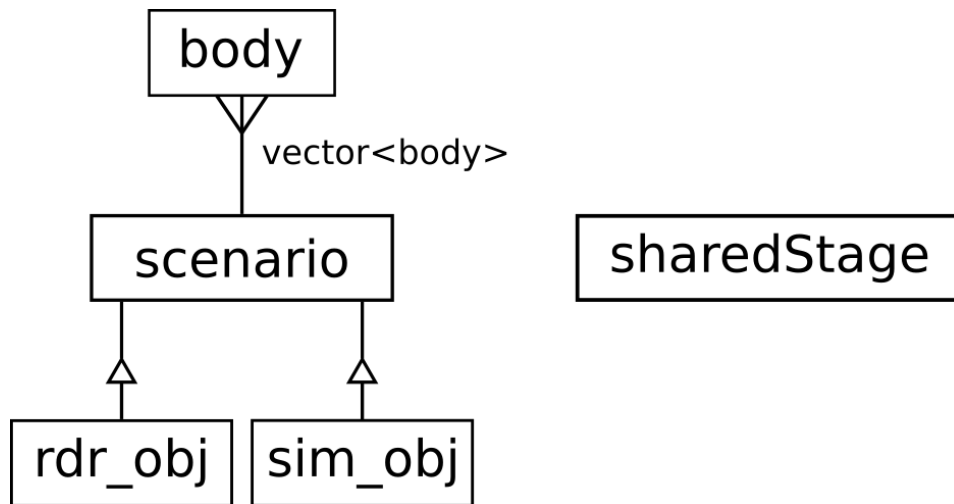 body
vector<body>
scenario
sharedStage
rdr_obj
sim_obj